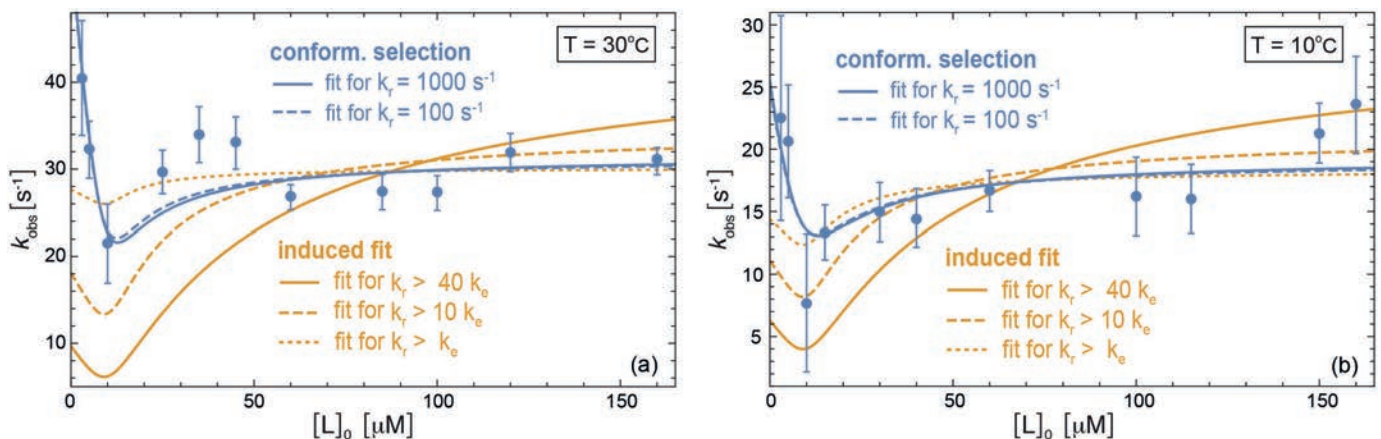 T = 30°C
conform. selection
fit for k_r = 1000 s⁻¹
fit for k_r = 100 s⁻¹
induced fit
fit for k_r > 40 k_e
fit for k_r > 10 k_e
fit for k_r > k_e
(a)
k_obs [s⁻¹]
40
30
20
10
0
50
100
150
[L]₀ [μM]
T = 10°C
conform. selection
fit for k_r = 1000 s⁻¹
fit for k_r = 100 s⁻¹
induced fit
fit for k_r > 40 k_e
fit for k_r > 10 k_e
fit for k_r > k_e
(b)
k_obs [s⁻¹]
30
25
20
15
10
5
0
50
100
150
[L]₀ [μM]